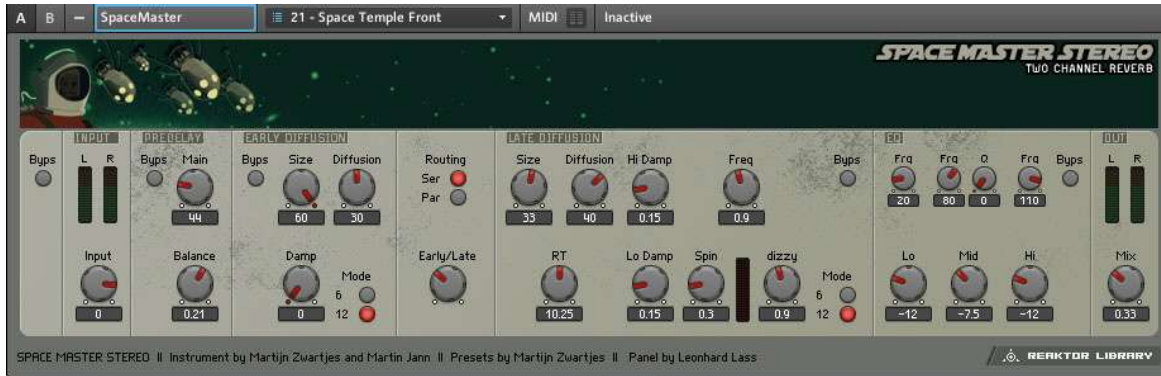 A B SpaceMaster 21 - Space Temple Front MIDI Inactive
SPACE MASTER STEREO
TWO CHANNEL REVERB
INPUT PREDELAY EARLY DIFFUSION LATE DIFFUSION EQ OUT
Byps L R Byps Main Byps Size Diffusion Routing Size Diffusion Hi Damp Freq Byps Frq Frq Q Frq Byps L R
Ser
Par
20 80 0 110
44 60 30 33 40 0.15 0.9
Input Balance Damp Early/Late RT Lo Damp Spin dizzy Lo Mid Hi Mix
Mode Mode
6 6
12 12
0 0.21 0 10.25 0.15 0.3 0.9 -12 -7.5 -12 0.33
SPACE MASTER STEREO II Instrument by Martijn Zwartjes and Martin Jann II Presets by Martijn Zwartjes II Panel by Leonhard Lass
REAKTOR LIBRARY